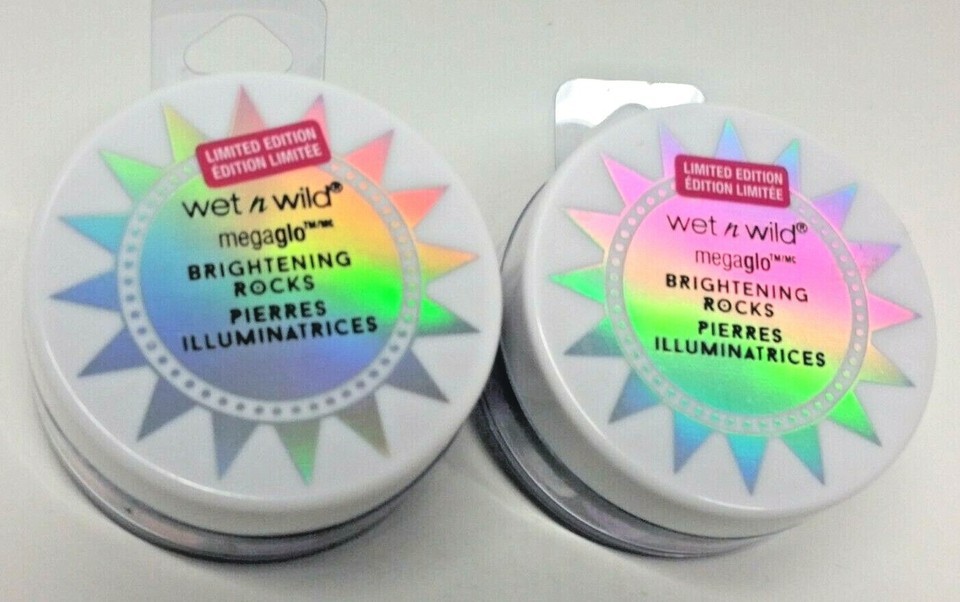 LIMITED EDITION
ÉDITION LIMITÉE
wet n wild®
megaglo™/MC
BRIGHTENING
ROCKS
PIERRES
ILLUMINATRICES
LIMITED EDITION
ÉDITION LIMITÉE
wet n wild®
megaglo™/MC
BRIGHTENING
ROCKS
PIERRES
ILLUMINATRICES